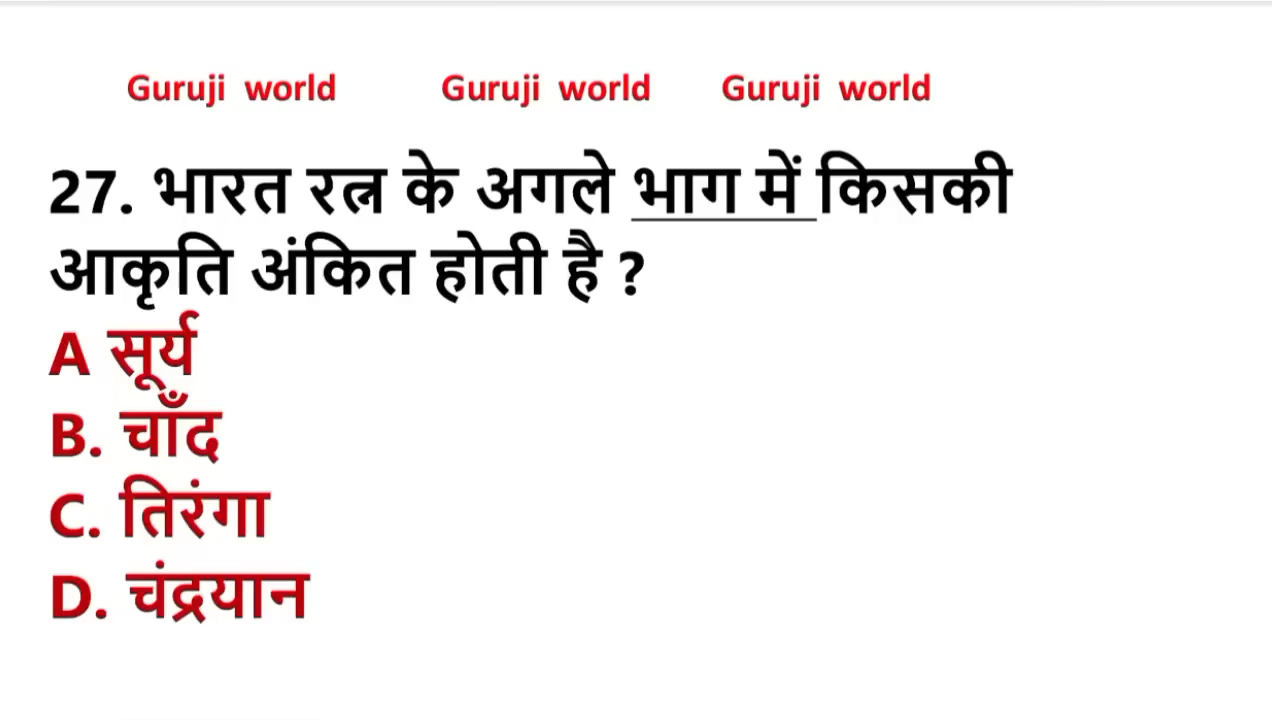 Guruji world Guruji world Guruji world
27. भारत रत्न के अगले भाग में किसकी
आकृति अंकित होती है ?
A सूर्य
B. चाँद
C. तिरंगा
D. चंद्रयान